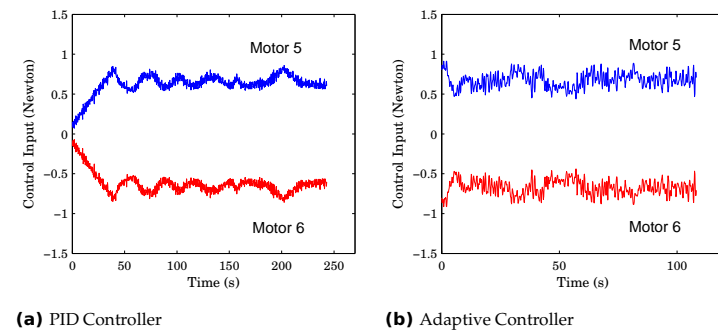 1.5
1
0.5
0
−0.5
−1
−1.5
Control Input (Newton)
Motor 5
Motor 6
0 50 100 150 200 250
Time (s)
(a) PID Controller
1.5
1
0.5
0
−0.5
−1
−1.5
Control Input (Newton)
Motor 5
Motor 6
0 50 100
Time (s)
(b) Adaptive Controller